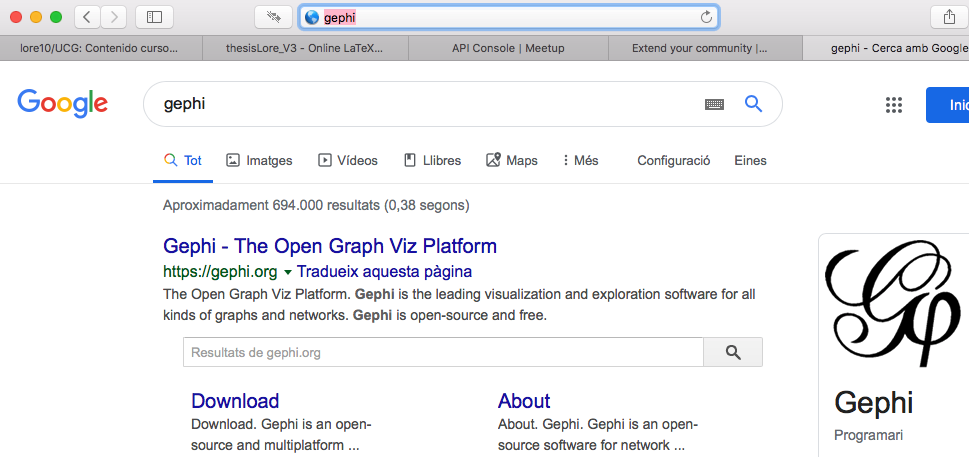 gephi
lore10/UCG: Contenido curso...
thesisLore_V3 - Online LaTeX...
API Console | Meetup
Extend your community |...
gephi - Cerca amb Google
Google
gephi
Inic
Tot
Imatges
Vídeos
Llibres
Maps
Més
Configuració
Eines
Aproximadament 694.000 resultats (0,38 segons)
Gephi - The Open Graph Viz Platform
https://gephi.org Tradueix aquesta pàgina
The Open Graph Viz Platform. Gephi is the leading visualization and exploration software for all
kinds of graphs and networks. Gephi is open-source and free.
Resultats de gephi.org
Download
Download. Gephi is an open-
source and multiplatform ...
About
About. Gephi. Gephi is an open-
source software for network ...
Gφ
Gephi
Programari